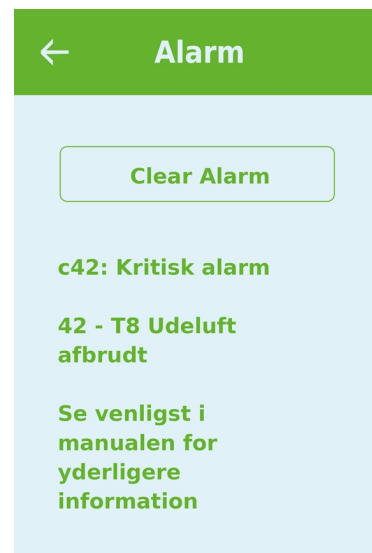 Alarm
Clear Alarm
c42: Kritisk alarm
42 - T8 Udeluft
afbrudt
Se venligst i
manualen for
yderligere
information